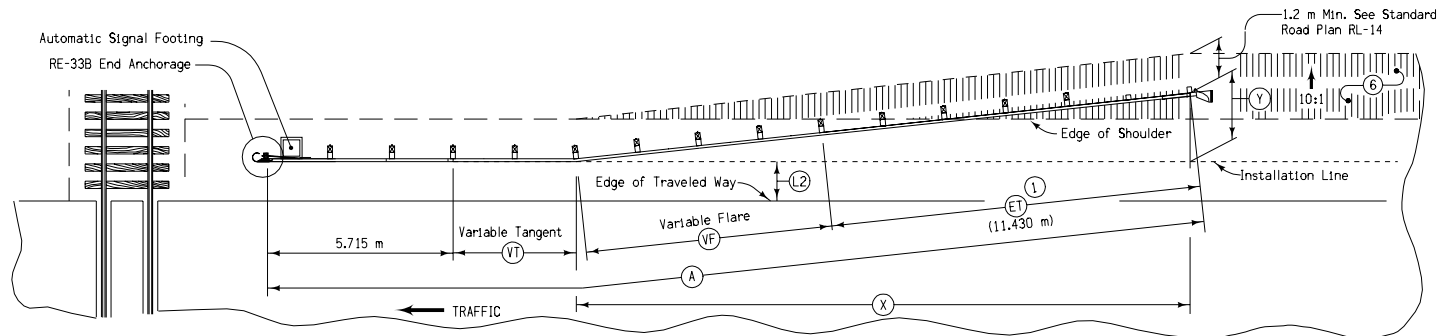 1.2 m Min. See Standard
Road Plan RL-14
Automatic Signal Footing
RE-33B End Anchorage
6
Y
10:1
Edge of Shoulder
Installation Line
Edge of Traveled Way
L2
1
ET
(11.430 m)
Variable Flare
VF
Variable Tangent
VT
5.715 m
A
X
TRAFFIC